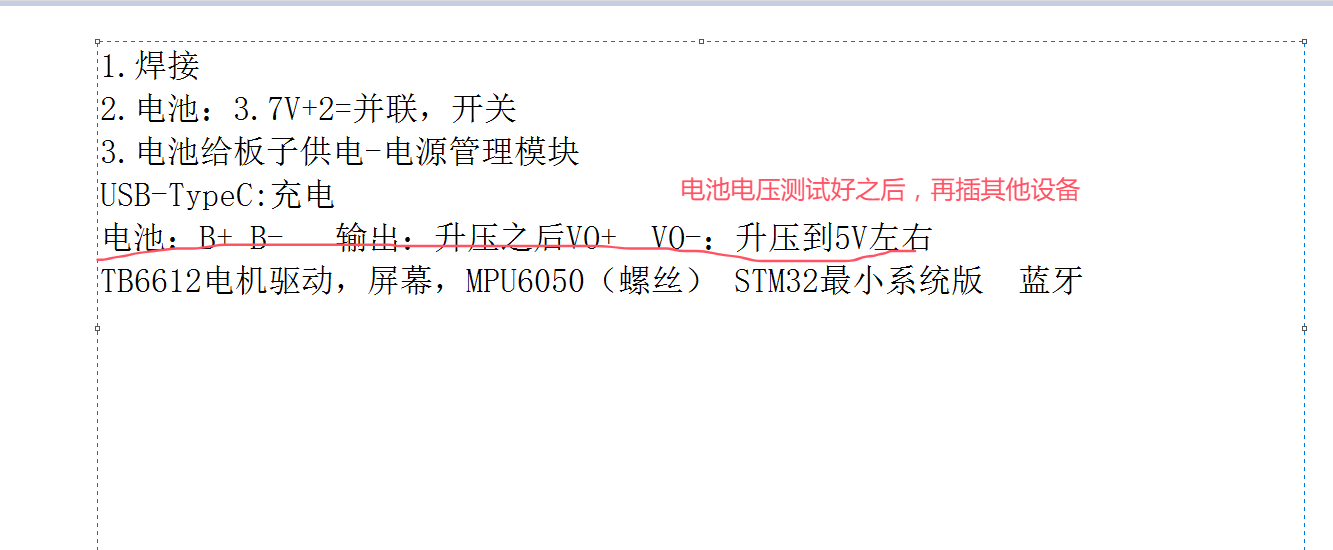 1.焊接
2.电池：3.7V+2=并联，开关
3.电池给板子供电-电源管理模块
USB-TypeC:充电
电池电压测试好之后，再插其他设备
电池：B+ B-   输出：升压之后VO+  VO-：升压到5V左右
TB6612电机驱动，屏幕，MPU6050（螺丝） STM32最小系统版  蓝牙